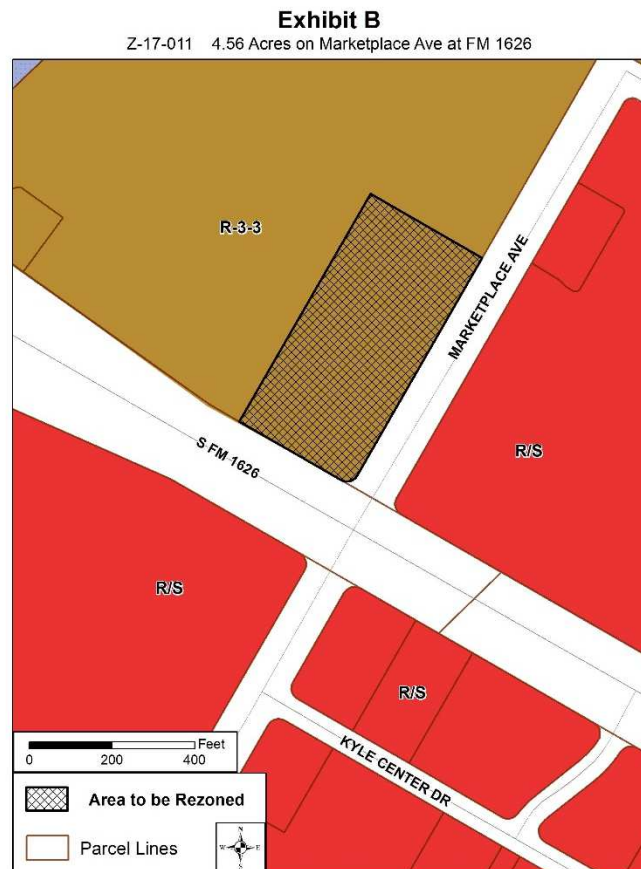 Exhibit B
Z-17-011 4.56 Acres on Marketplace Ave at FM 1626
R-3-3
MARKETPLACE AVE
R/S
S FM 1626
R/S
R/S
KYLE CENTER DR
Feet
0 200 400
Area to be Rezoned
Parcel Lines
N
W E
S